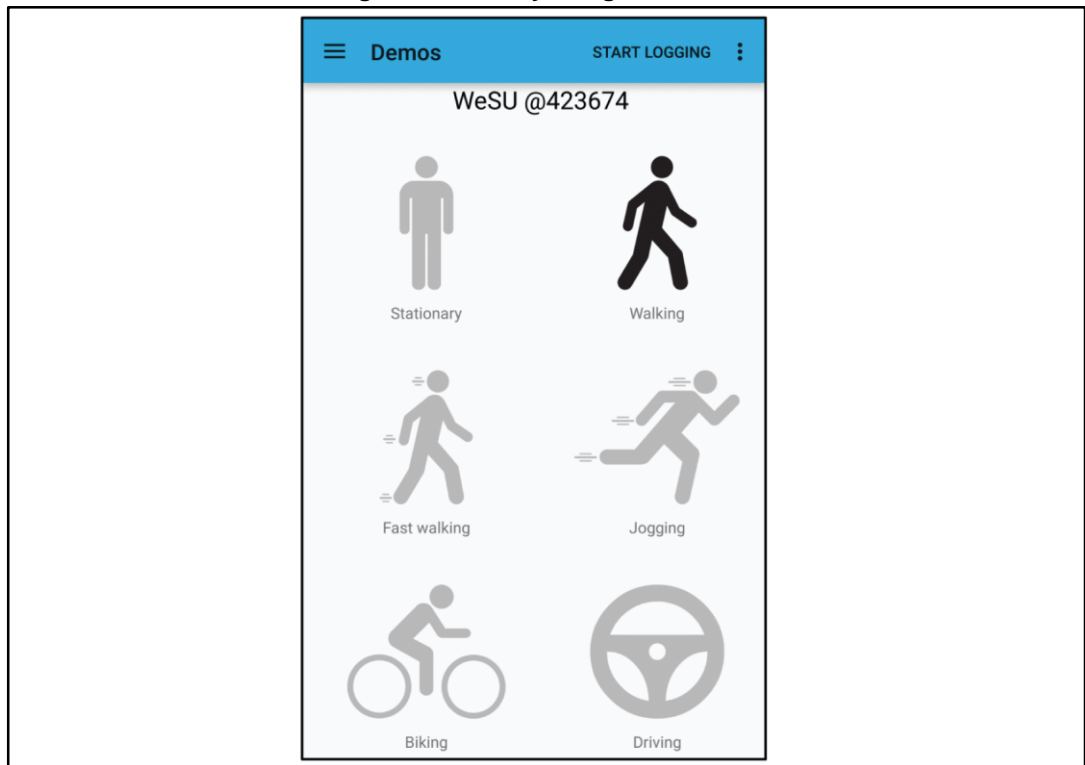 Demos START LOGGING
WeSU @423674
Stationary Walking
Fast walking Jogging
Biking Driving